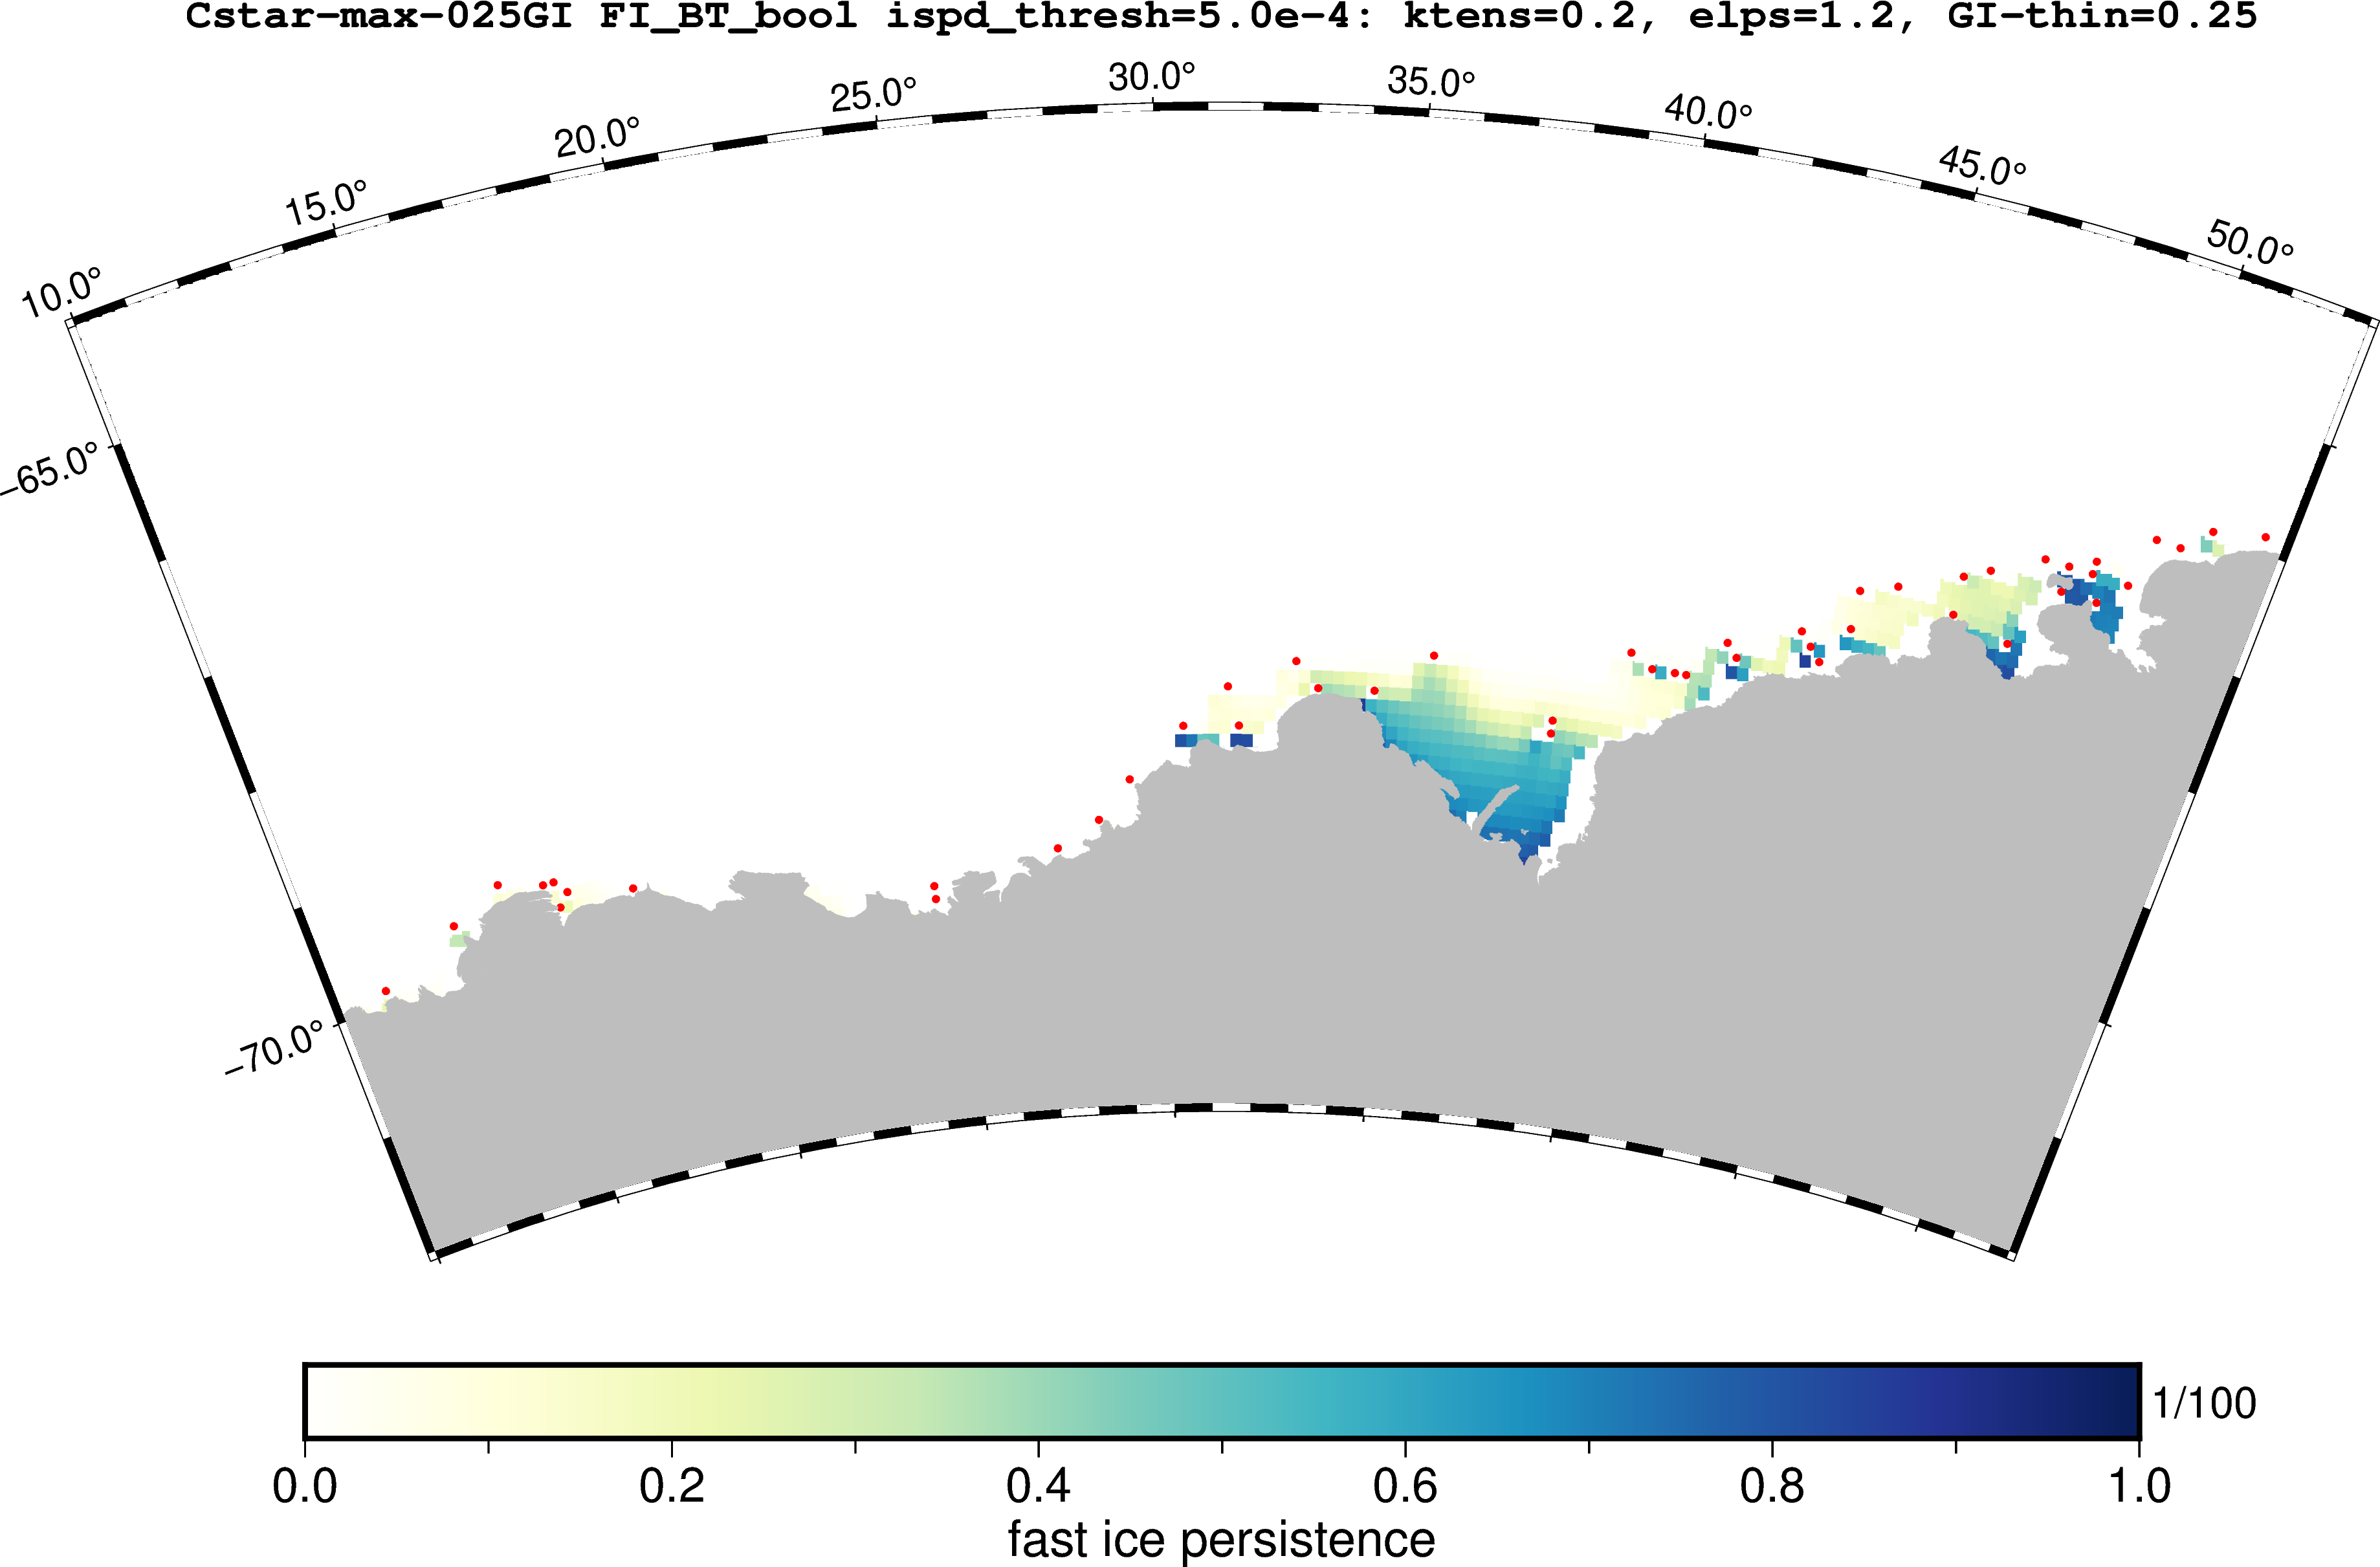 Cstar-max-025GI FI_BT_bool ispd_thresh=5.0e-4: ktens=0.2, elps=1.2, GI-thin=0.25
10.0° 15.0° 20.0° 25.0° 30.0° 35.0° 40.0° 45.0° 50.0°
-65.0°
-70.0°
1/100
0.0 0.2 0.4 0.6 0.8 1.0
fast ice persistence